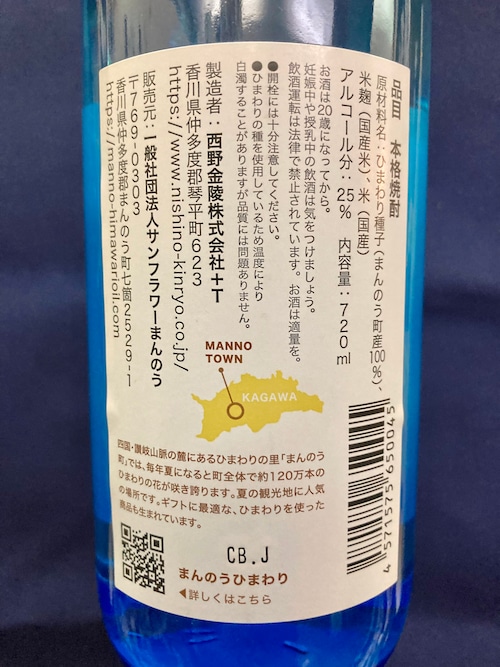 品目 本格焼酎
原材料名:ひまわり種子(まんのう町産100%)、
米麹(国産米)、米(国産)
アルコール分:25% 内容量:720ml
お酒は20歳になってから。
妊娠中や授乳中の飲酒は気をつけましょう。
飲酒運転は法律で禁止されています。お酒は適量を。
●開栓には十分注意してください。
●ひまわりの種を使用しているため温度により
白濁することがありますが品質には問題ありません。
製造者:西野金陵株式会社+T
香川県仲多度郡琴平町623
https://www.nishino-kinryo.co.jp/
販売元:一般社団法人サンフラワーまんのう
〒769-0303
香川県仲多度郡まんのう町七箇2529-1
https://manno-himawarioil.com
MANNO
TOWN
KAGAWA
4571575650045
四国・讃岐山脈の麓にあるひまわりの里「まんのう
町」では、毎年夏になると町全体で約120万本の
ひまわりの花が咲き誇ります。夏の観光地に人気
の場所です。ギフトに最適な、ひまわりを使った
商品も生まれています。
CB.J
まんのうひまわり
◀詳しくはこちら